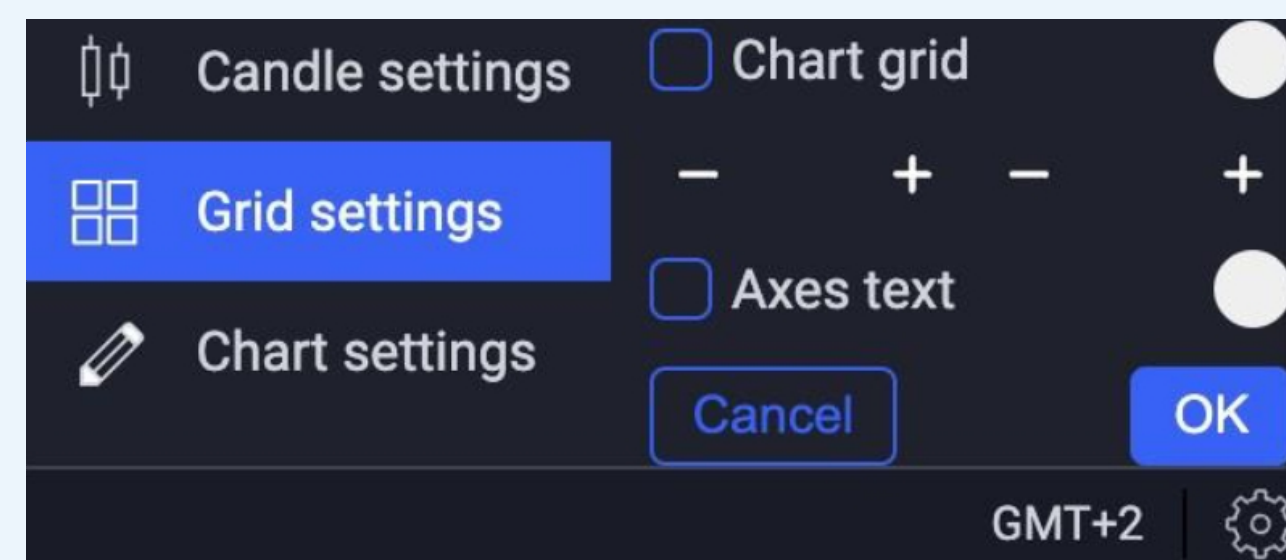 Candle settings
Chart grid
− + − +
Grid settings
Axes text
Chart settings
Cancel
OK
GMT+2